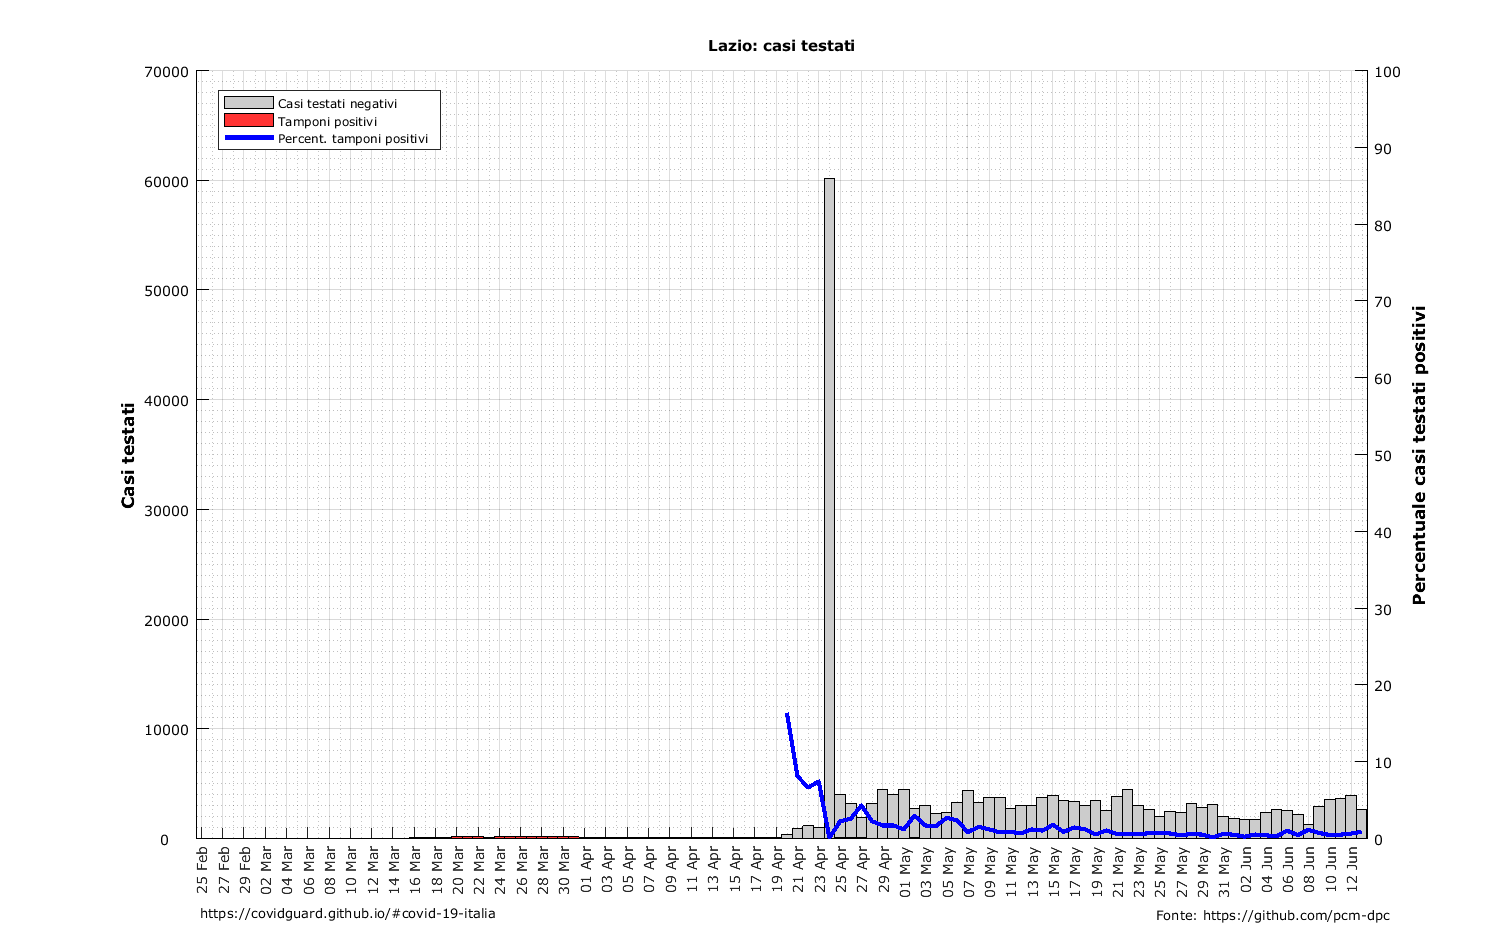 Lazio: casi testati
Casi testati negativi
Tamponi positivi
Percent. tamponi positivi
Casi testati
70000
60000
50000
40000
30000
20000
10000
0
100
90
80
70
60
50
40
30
20
10
0
Percentuale casi testati positivi
25 Feb
27 Feb
29 Feb
02 Mar
04 Mar
06 Mar
08 Mar
10 Mar
12 Mar
14 Mar
16 Mar
18 Mar
20 Mar
22 Mar
24 Mar
26 Mar
28 Mar
30 Mar
01 Apr
03 Apr
05 Apr
07 Apr
09 Apr
11 Apr
13 Apr
15 Apr
17 Apr
19 Apr
21 Apr
23 Apr
25 Apr
27 Apr
29 Apr
01 May
03 May
05 May
07 May
09 May
11 May
13 May
15 May
17 May
19 May
21 May
23 May
25 May
27 May
29 May
31 May
02 Jun
04 Jun
06 Jun
08 Jun
10 Jun
12 Jun
https://covidguard.github.io/#covid-19-italia
Fonte: https://github.com/pcm-dpc